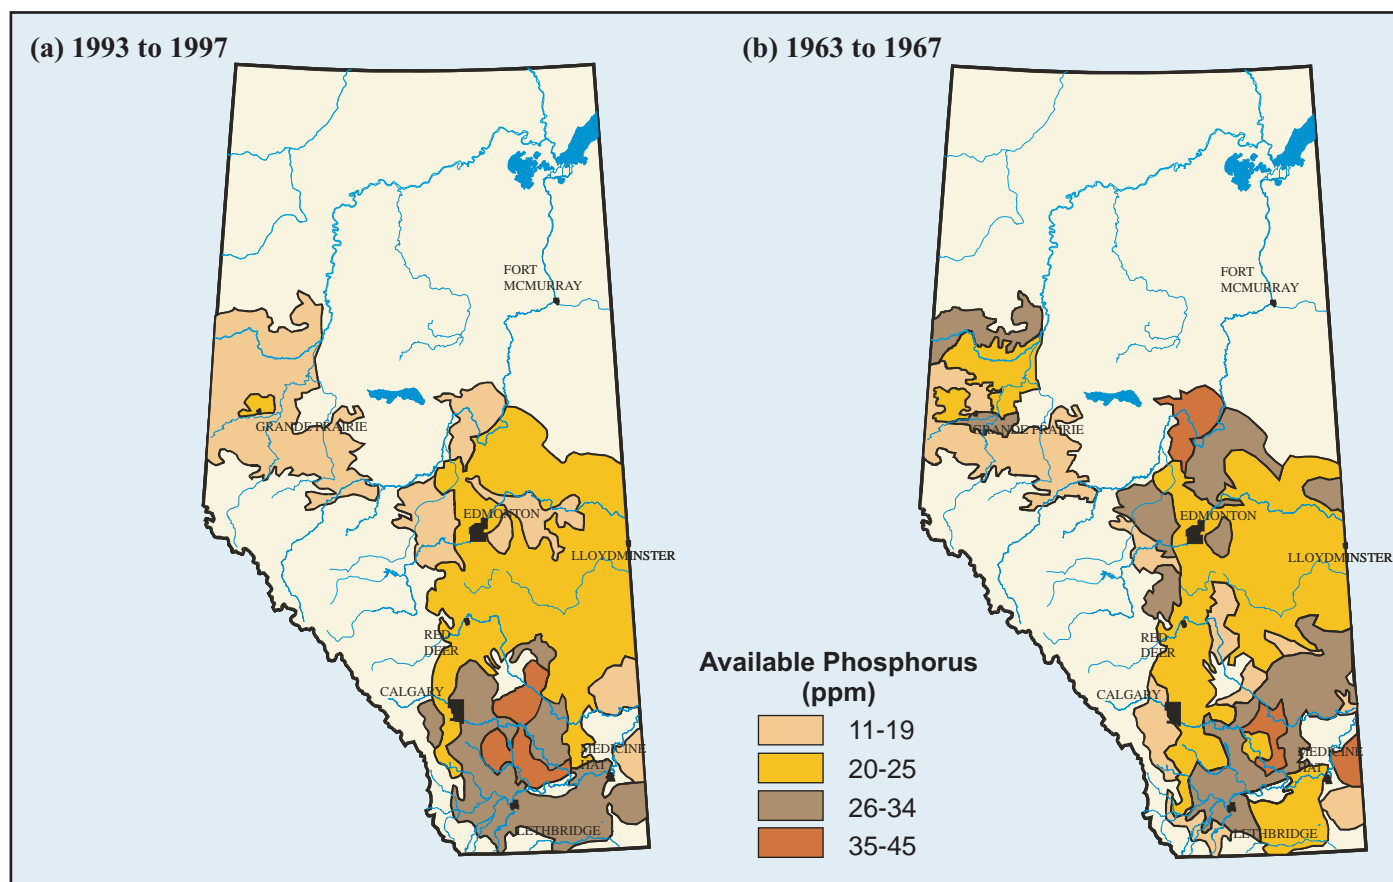 (a) 1993 to 1997
FORT
MCMURRAY
GRANDE PRAIRIE
EDMONTON
LLOYDMINSTER
RED
DEER
CALGARY
MEDICINE
HAT
LETHBRIDGE
(b) 1963 to 1967
FORT
MCMURRAY
GRANDE PRAIRIE
EDMONTON
LLOYDMINSTER
RED
DEER
CALGARY
MEDICINE
HAT
LETHBRIDGE
Available Phosphorus
(ppm)
11-19
20-25
26-34
35-45